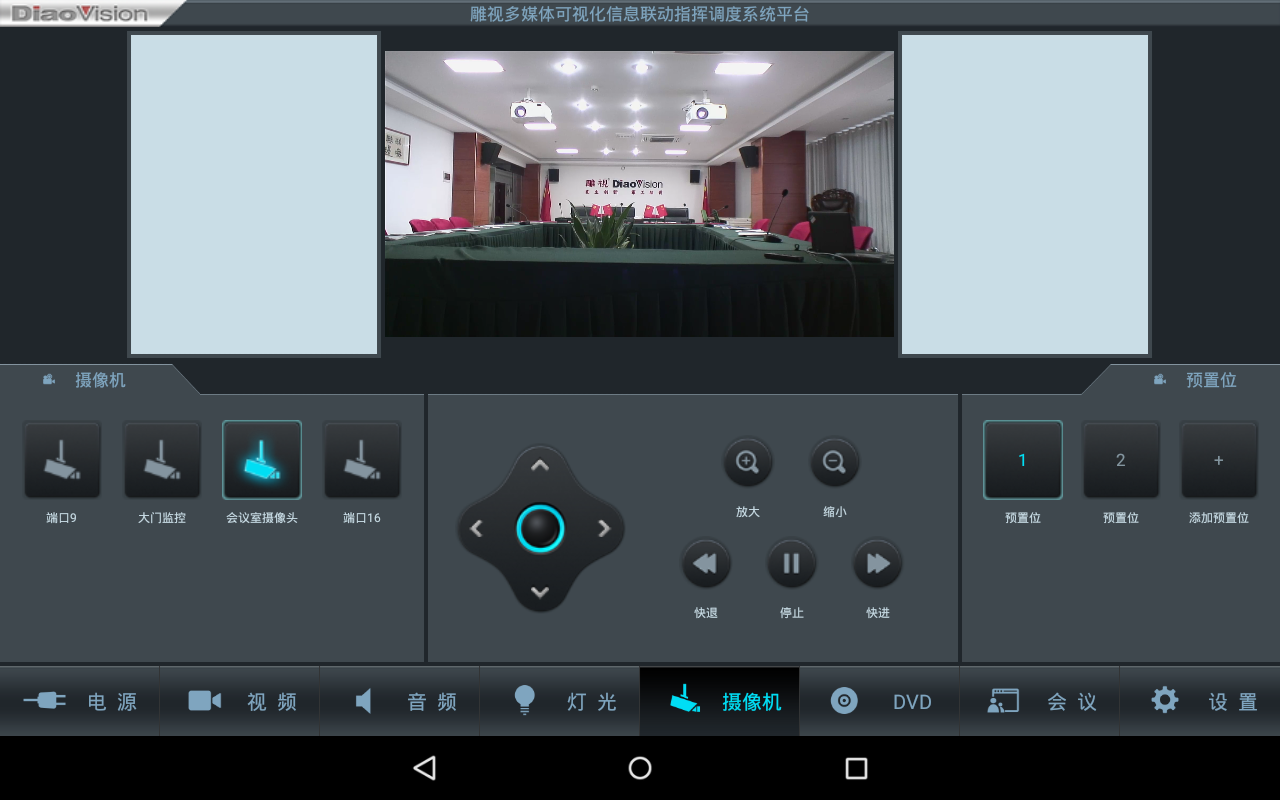 DiaoVision
雕视多媒体可视化信息联动指挥调度系统平台
雕视 DiaoVision
摄像机
预置位
端口9
大门监控
会议室摄像头
端口16
放大
缩小
快退
停止
快进
1
2
+
预置位
预置位
添加预置位
电源
视频
音频
灯光
摄像机
DVD
会议
设置